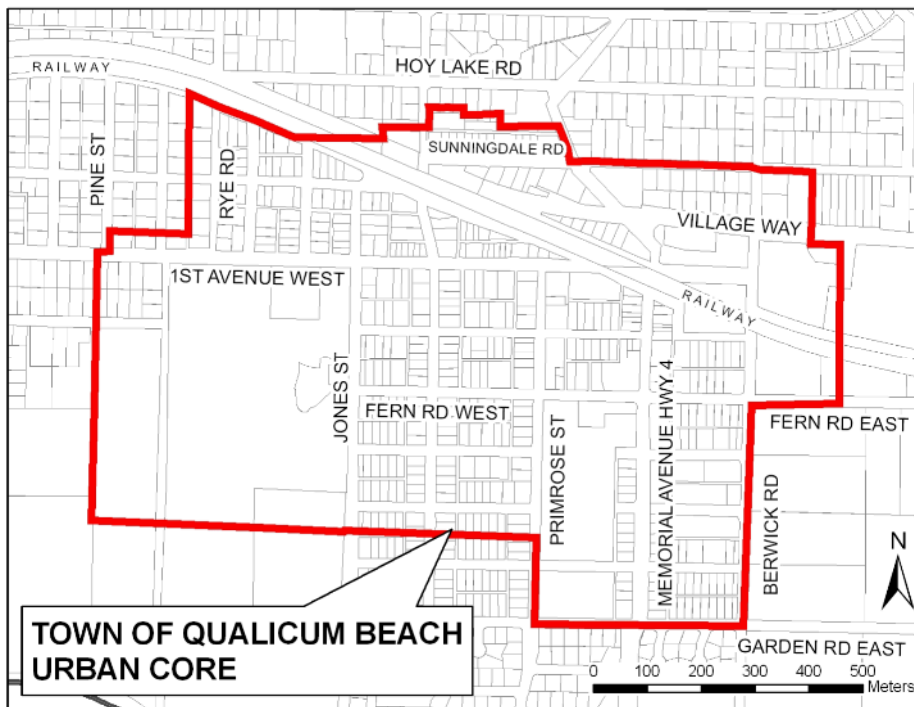 HOY LAKE RD
RAILWAY
SUNNINGDALE RD
PINE ST
RYE RD
VILLAGE WAY
1ST AVENUE WEST
RAILWAY
JONES ST
FERN RD WEST
PRIMROSE ST
MEMORIAL AVENUE HWY 4
FERN RD EAST
BERWICK RD
N
TOWN OF QUALICUM BEACH
URBAN CORE
GARDEN RD EAST
0 100 200 300 400 500
Meters